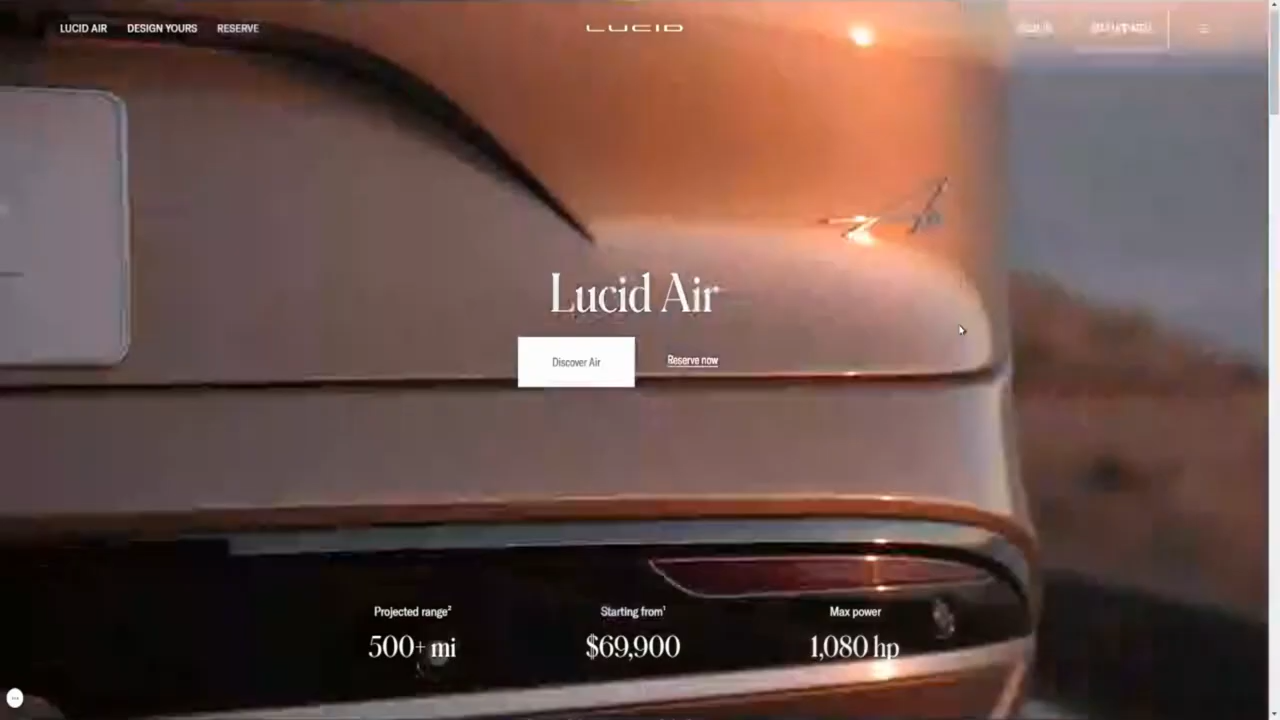 LUCID AIR DESIGN YOURS RESERVE LUCID
Lucid Air
Discover Air Reserve now
Projected range² Starting from¹ Max power
500+ mi $69,900 1,080 hp